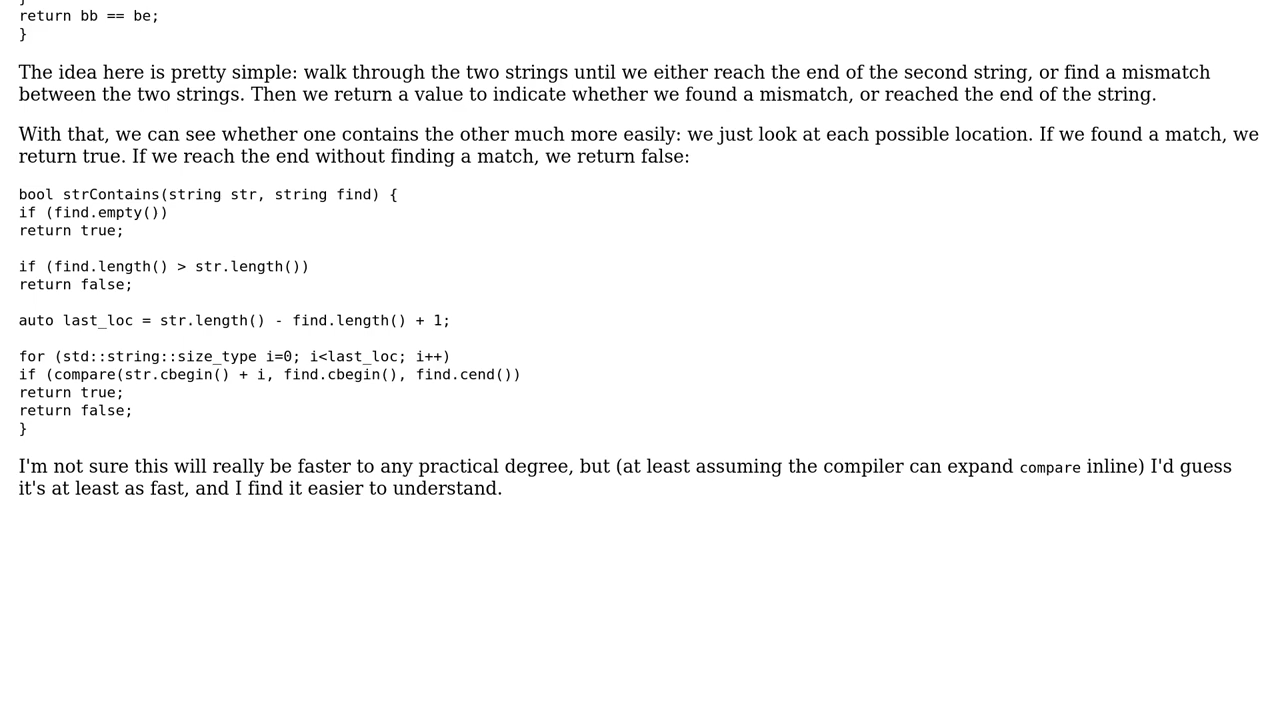 }
return bb == be;
}
The idea here is pretty simple: walk through the two strings until we either reach the end of the second string, or find a mismatch
between the two strings. Then we return a value to indicate whether we found a mismatch, or reached the end of the string.
With that, we can see whether one contains the other much more easily: we just look at each possible location. If we found a match, we
return true. If we reach the end without finding a match, we return false:
bool strContains(string str, string find) {
if (find.empty())
return true;
if (find.length() > str.length())
return false;
auto last_loc = str.length() - find.length() + 1;
for (std::string::size_type i=0; i<last_loc; i++)
if (compare(str.cbegin() + i, find.cbegin(), find.cend())
return true;
return false;
}
I'm not sure this will really be faster to any practical degree, but (at least assuming the compiler can expand compare inline) I'd guess
it's at least as fast, and I find it easier to understand.